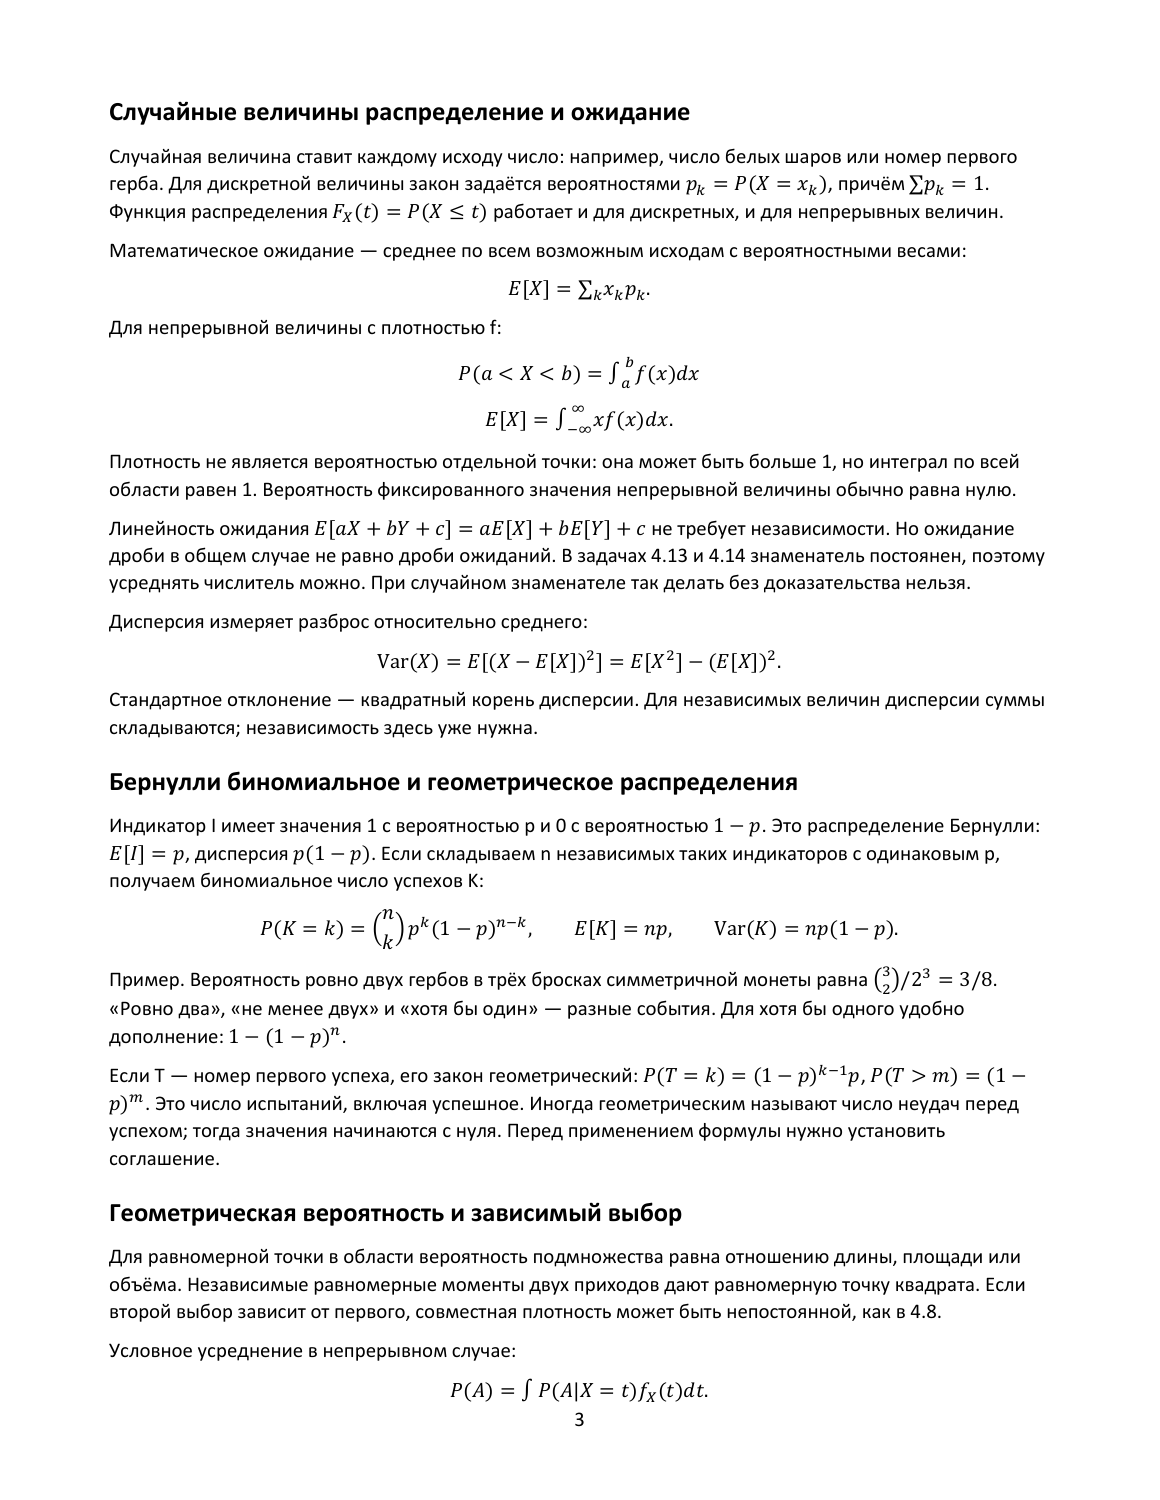 Случайные величины распределение и ожидание
Случайная величина ставит каждому исходу число: например, число белых шаров или номер первого
герба. Для дискретной величины закон задаётся вероятностями pₖ = P(X = xₖ), причём ∑pₖ = 1.
Функция распределения F_X(t) = P(X ≤ t) работает и для дискретных, и для непрерывных величин.
Математическое ожидание — среднее по всем возможным исходам с вероятностными весами:
E[X] = ∑ₖxₖpₖ.
Для непрерывной величины с плотностью f:
P(a < X < b) = ∫_a^b f(x)dx
E[X] = ∫_{−∞}^∞ xf(x)dx.
Плотность не является вероятностью отдельной точки: она может быть больше 1, но интеграл по всей
области равен 1. Вероятность фиксированного значения непрерывной величины обычно равна нулю.
Линейность ожидания E[aX + bY + c] = aE[X] + bE[Y] + c не требует независимости. Но ожидание
дроби в общем случае не равно дроби ожиданий. В задачах 4.13 и 4.14 знаменатель постоянен, поэтому
усреднять числитель можно. При случайном знаменателе так делать без доказательства нельзя.
Дисперсия измеряет разброс относительно среднего:
Var(X) = E[(X − E[X])²] = E[X²] − (E[X])².
Стандартное отклонение — квадратный корень дисперсии. Для независимых величин дисперсии суммы
складываются; независимость здесь уже нужна.
Бернулли биномиальное и геометрическое распределения
Индикатор I имеет значения 1 с вероятностью p и 0 с вероятностью 1 − p. Это распределение Бернулли:
E[I] = p, дисперсия p(1 − p). Если складываем n независимых таких индикаторов с одинаковым p,
получаем биномиальное число успехов K:
P(K = k) = (n k) pᵏ(1 − p)ⁿ⁻ᵏ, E[K] = np, Var(K) = np(1 − p).
Пример. Вероятность ровно двух гербов в трёх бросках симметричной монеты равна (3 2)/2³ = 3/8.
«Ровно два», «не менее двух» и «хотя бы один» — разные события. Для хотя бы одного удобно
дополнение: 1 − (1 − p)ⁿ.
Если T — номер первого успеха, его закон геометрический: P(T = k) = (1 − p)ᵏ⁻¹p, P(T > m) = (1 −
p)ᵐ. Это число испытаний, включая успешное. Иногда геометрическим называют число неудач перед
успехом; тогда значения начинаются с нуля. Перед применением формулы нужно установить
соглашение.
Геометрическая вероятность и зависимый выбор
Для равномерной точки в области вероятность подмножества равна отношению длины, площади или
объёма. Независимые равномерные моменты двух приходов дают равномерную точку квадрата. Если
второй выбор зависит от первого, совместная плотность может быть непостоянной, как в 4.8.
Условное усреднение в непрерывном случае:
P(A) = ∫ P(A|X = t)f_X(t)dt.
3